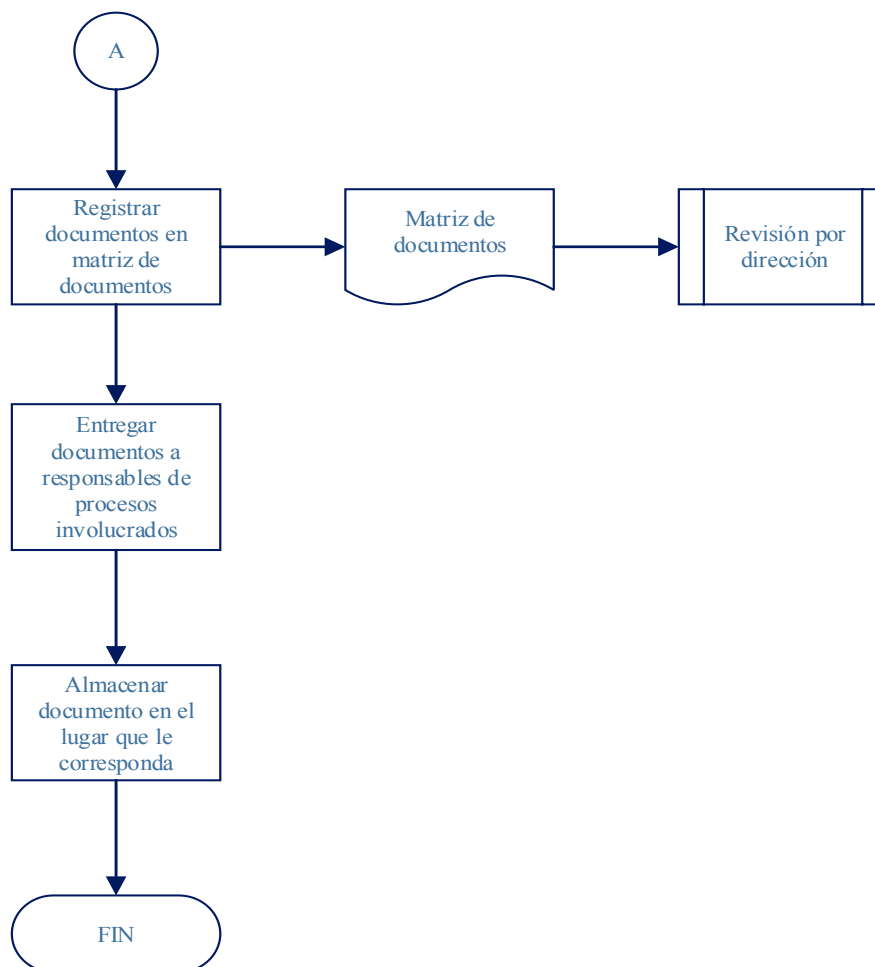 A
Registrar
documentos en
matriz de
documentos
Matriz de
documentos
Revisión por
dirección
Entregar
documentos a
responsables de
procesos
involucrados
Almacenar
documento en el
lugar que le
corresponda
FIN